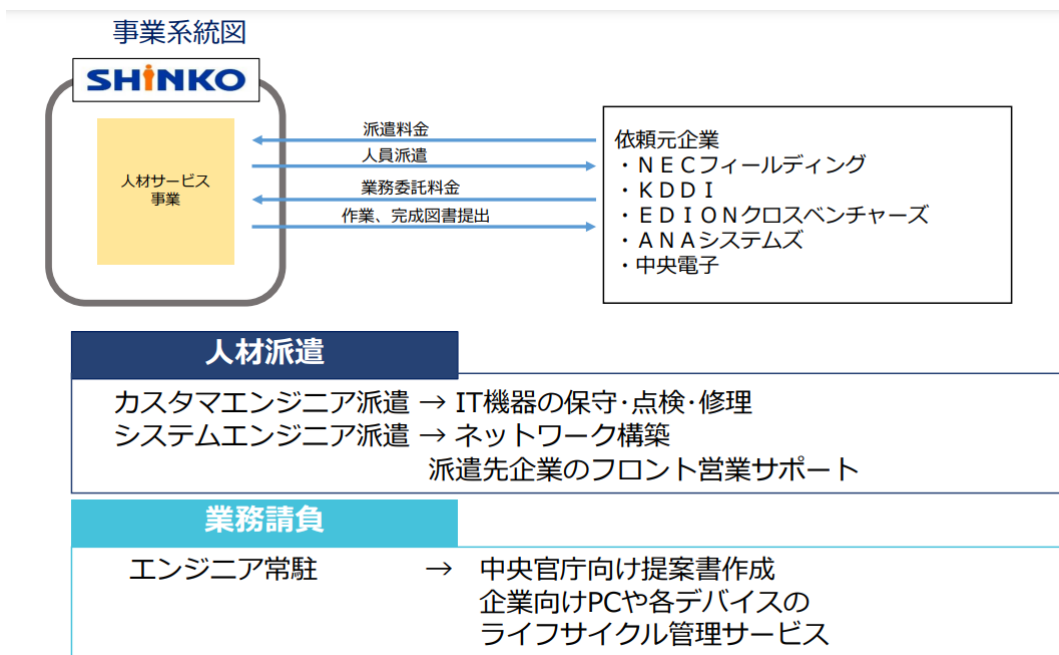 事業系統図
SHINKO
人材サービス
事業
派遣料金
人員派遣
業務委託料金
作業、完成図書提出
依頼元企業
・ＮＥＣフィールディング
・ＫＤＤＩ
・ＥＤＩＯＮクロスベンチャーズ
・ＡＮＡシステムズ
・中央電子
人材派遣
カスタマエンジニア派遣 → IT機器の保守･点検･修理
システムエンジニア派遣 → ネットワーク構築
派遣先企業のフロント営業サポート
業務請負
エンジニア常駐 → 中央官庁向け提案書作成
企業向けPCや各デバイスの
ライフサイクル管理サービス